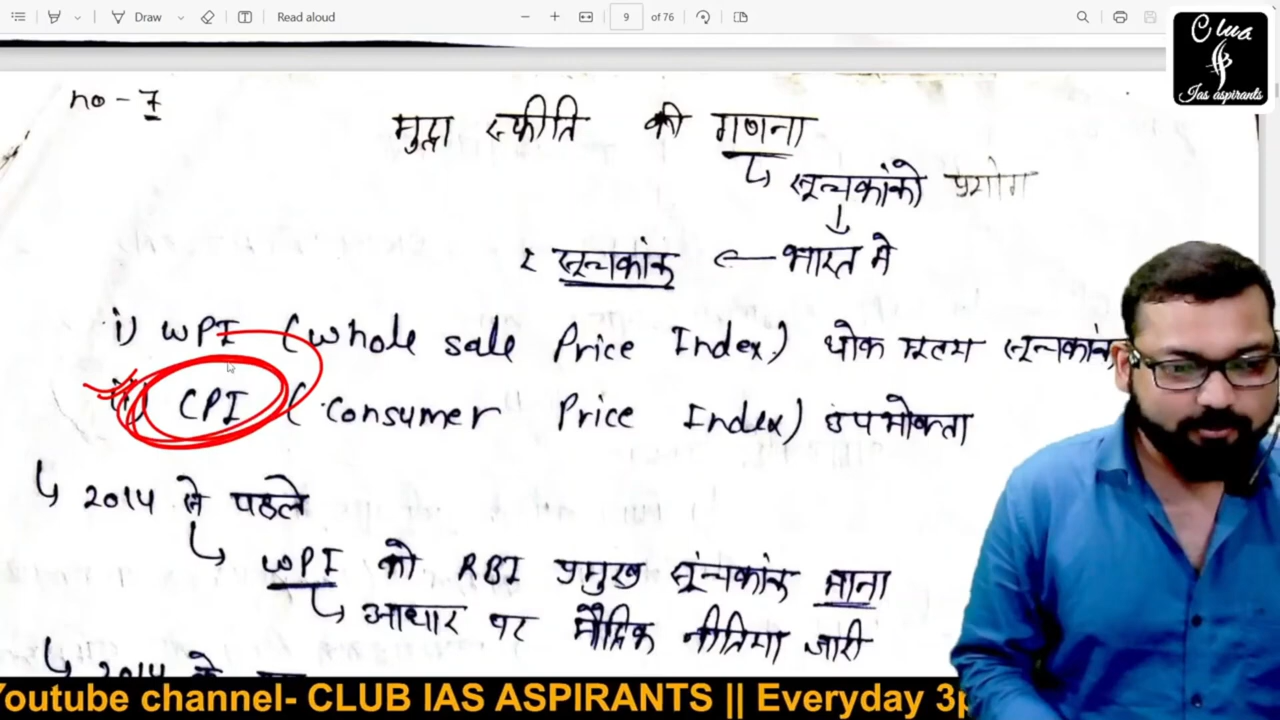 Draw
Read aloud
9 of 76
Club
Ias aspirants
no - 7
मुद्रा स्फीति की गणना
सूचकांको प्रयोग
२ सूचकांक ← भारत मे
i) WPI (Whole sale Price Index) थोक मूल्य सूचकांक
ii) CPI (Consumer Price Index) उपभोक्ता
2014 से पहले
WPI को RBI प्रमुख सूचकांक माना
आधार पर मौद्रिक नीतिया जारी
2014 के
Youtube channel- CLUB IAS ASPIRANTS || Everyday 3p